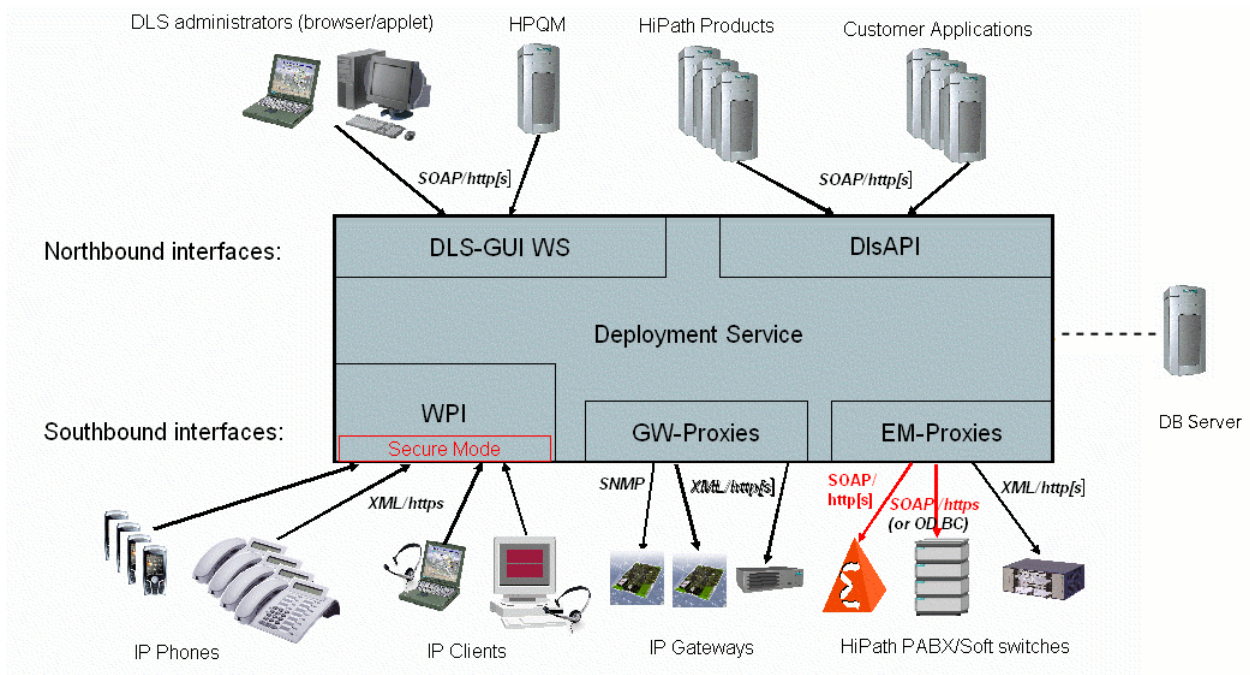 DLS administrators (browser/applet)
HPQM
HiPath Products
Customer Applications
SOAP/http[s]
SOAP/http[s]
Northbound interfaces:
DLS-GUI WS
DlsAPI
Deployment Service
DB Server
Southbound interfaces:
WPI
Secure Mode
GW-Proxies
EM-Proxies
XML/https
SNMP
XML/http[s]
SOAP/
http[s]
SOAP/https
(or ODBC)
XML/http[s]
IP Phones
IP Clients
IP Gateways
HiPath PABX/Soft switches